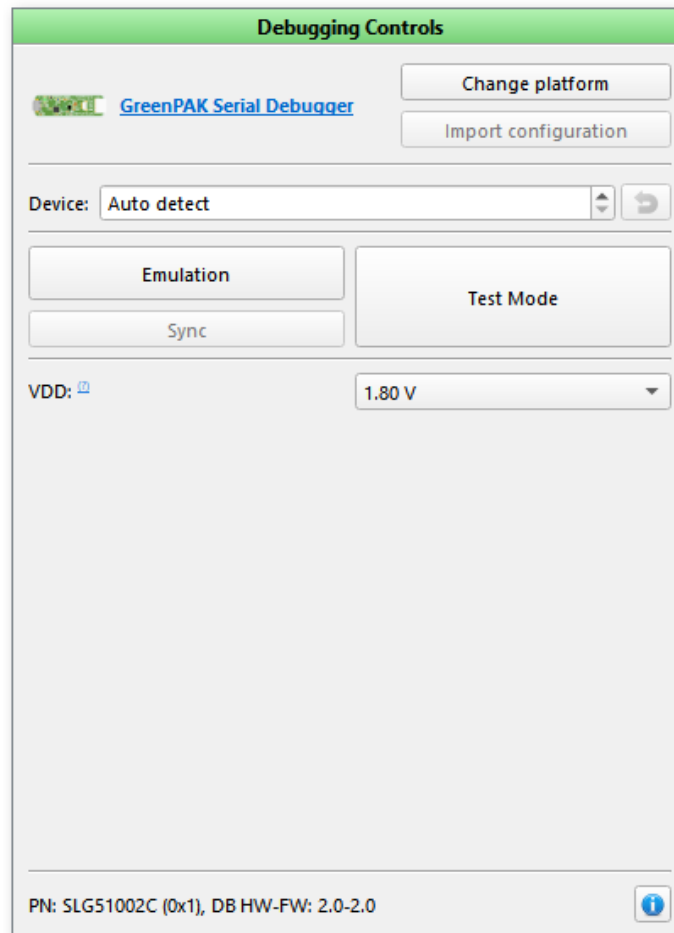 Debugging Controls
GreenPAK Serial Debugger
Change platform
Import configuration
Device: Auto detect
Emulation
Test Mode
Sync
VDD: (?) 1.80 V
PN: SLG51002C (0x1), DB HW-FW: 2.0-2.0